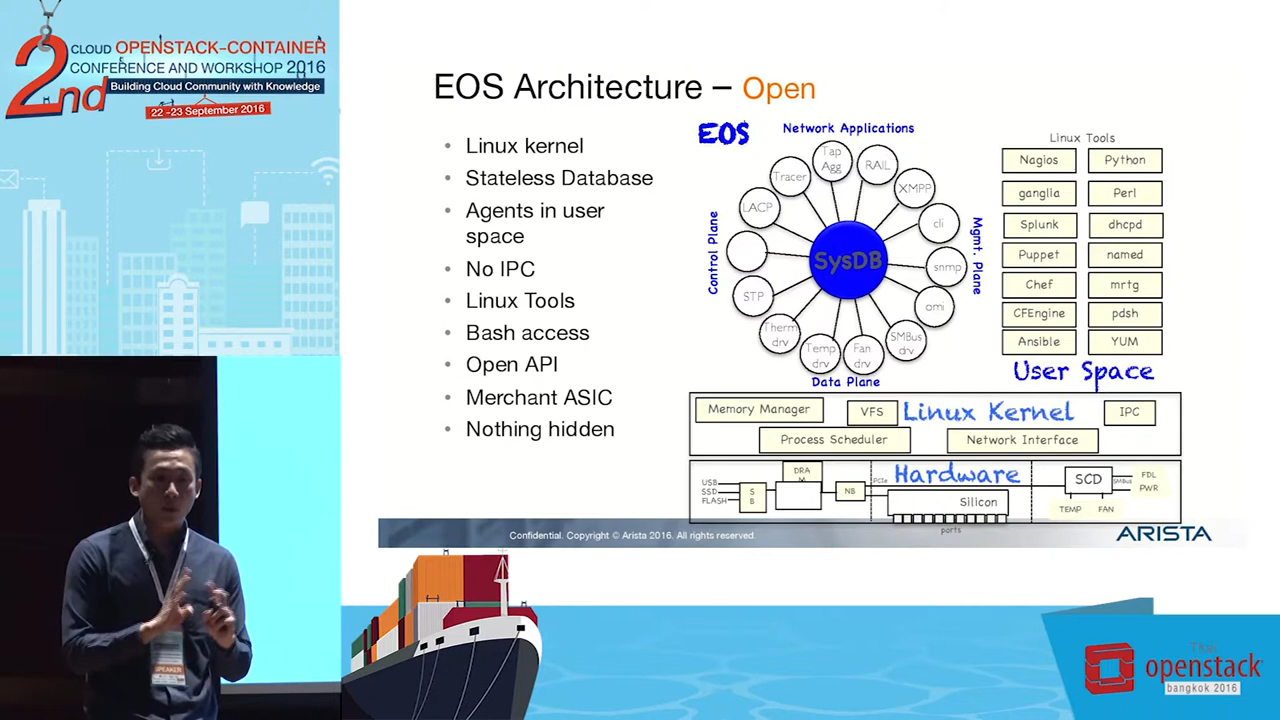 2nd
CLOUD OPENSTACK-CONTAINER
CONFERENCE AND WORKSHOP 2016
Building Cloud Community with Knowledge
22 -23 September 2016
EOS Architecture – Open
• Linux kernel
• Stateless Database
• Agents in user
space
• No IPC
• Linux Tools
• Bash access
• Open API
• Merchant ASIC
• Nothing hidden
EOS
Network Applications
Control Plane
Mgmt. Plane
Data Plane
SysDB
Tap
Agg
RAIL
XMPP
cli
snmp
omi
SMBus
drv
Fan
drv
Temp
drv
Therm
drv
STP
LACP
Tracer
Linux Tools
Nagios
Python
ganglia
Perl
Splunk
dhcpd
Puppet
named
Chef
mrtg
CFEngine
pdsh
Ansible
YUM
User Space
Memory Manager
VFS
Linux Kernel
IPC
Process Scheduler
Network Interface
Hardware
USB
SSD
FLASH
S
B
DRA
M
NB
PCIe
Silicon
ports
SCD
SMBus
FDL
PWR
TEMP
FAN
Confidential. Copyright © Arista 2016. All rights reserved.
ARISTA
SPEAKER
Thai
openstack
bangkok 2016